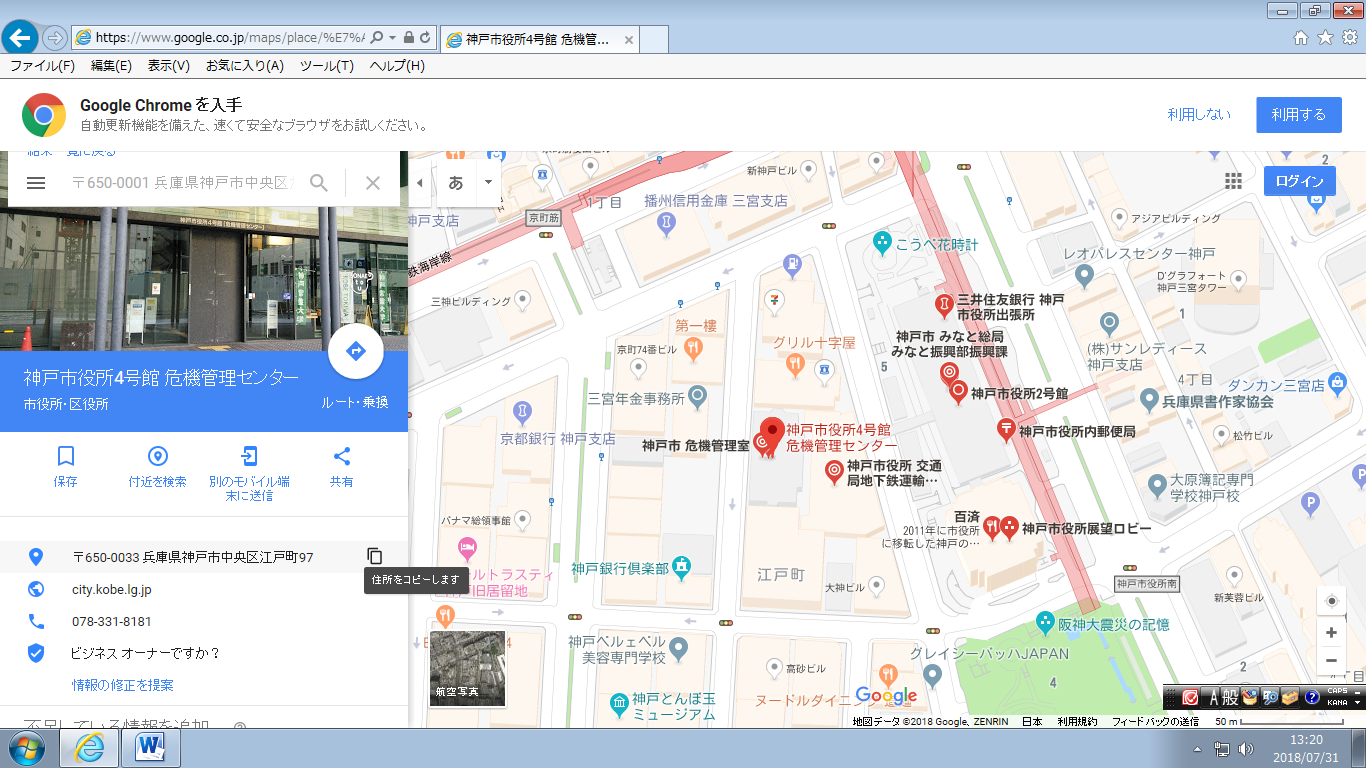 https://www.google.co.jp/maps/place/%E7%A
神戸市役所4号館 危機管...
ファイル(F) 編集(E) 表示(V) お気に入り(A) ツール(T) ヘルプ(H)
Google Chrome を入手
自動更新機能を備えた、速くて安全なブラウザをお試しください。
利用しない
利用する
〒650-0001 兵庫県神戸市中央区
あ
ログイン
神戸市役所4号館 危機管理センター
市役所・区役所
ルート・乗換
保存
付近を検索
別のモバイル端
末に送信
共有
〒650-0033 兵庫県神戸市中央区江戸町97
住所をコピーします
city.kobe.lg.jp
078-331-8181
ビジネス オーナーですか？
情報の修正を提案
新神戸ビル
1丁目
播州信用金庫 三宮支店
神戸支店
京町筋
鉄海岸線
こうべ花時計
アジアビルディング
レオパレスセンター神戸
D'グラフォート
神戸三宮タワー
三神ビルディング
三井住友銀行 神戸
市役所出張所
第一樓
京町74番ビル
グリル十字屋
神戸市 みなと総局
みなと振興部振興課
5
1
2
(株)サンレディース
神戸支店
4丁目
ダンカン三宮店
三宮年金事務所
神戸市役所2号館
兵庫県書作家協会
京都銀行 神戸支店
神戸市 危機管理室
神戸市役所4号館
危機管理センター
神戸市役所内郵便局
松竹ビル
神戸市役所 交通
局地下鉄運輸...
大原簿記専門
学校神戸校
パナマ総領事館
百済
2011年に市役所
に移転した神戸の...
神戸市役所展望ロビー
ルトラスティ
旧居留地
神戸銀行倶楽部
江戸町
大神ビル
神戸市役所南
新芙蓉ビル
阪神大震災の記憶
神戸ベルェベル
美容専門学校
高砂ビル
グレイシーバッハJAPAN
4
2
4丁目
航空写真
神戸とんぼ玉
ミュージアム
ヌードルダイニン
Google
地図データ ©2018 Google、ZENRIN 日本 利用規約 フィードバックの送信 50 m
A 般
CAPS
KANA
13:20
2018/07/31